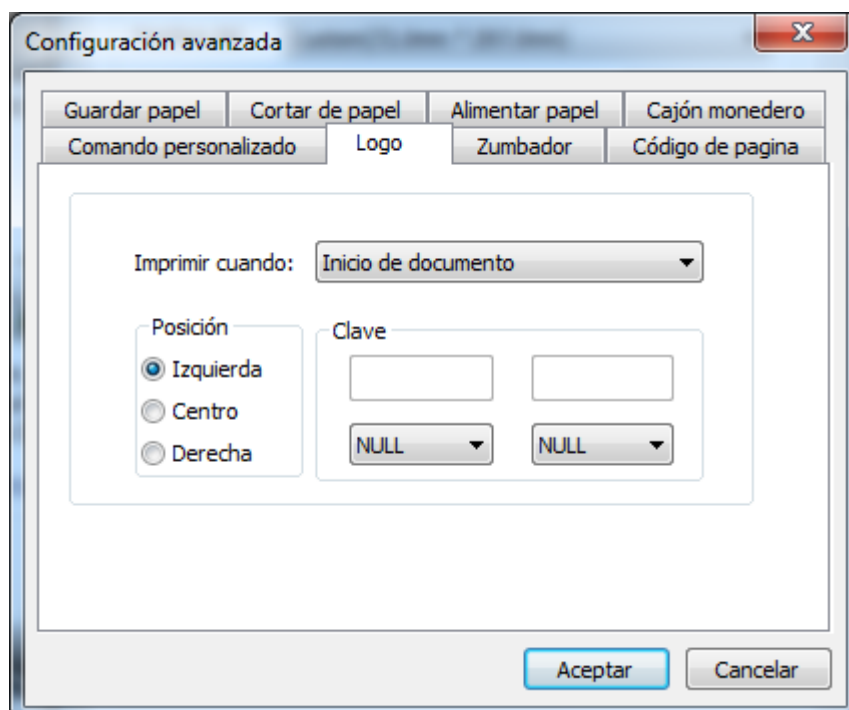 Configuración avanzada
Guardar papel Cortar de papel Alimentar papel Cajón monedero
Comando personalizado Logo Zumbador Código de pagina
Imprimir cuando: Inicio de documento
Posición Clave
Izquierda
Centro
Derecha NULL NULL
Aceptar Cancelar